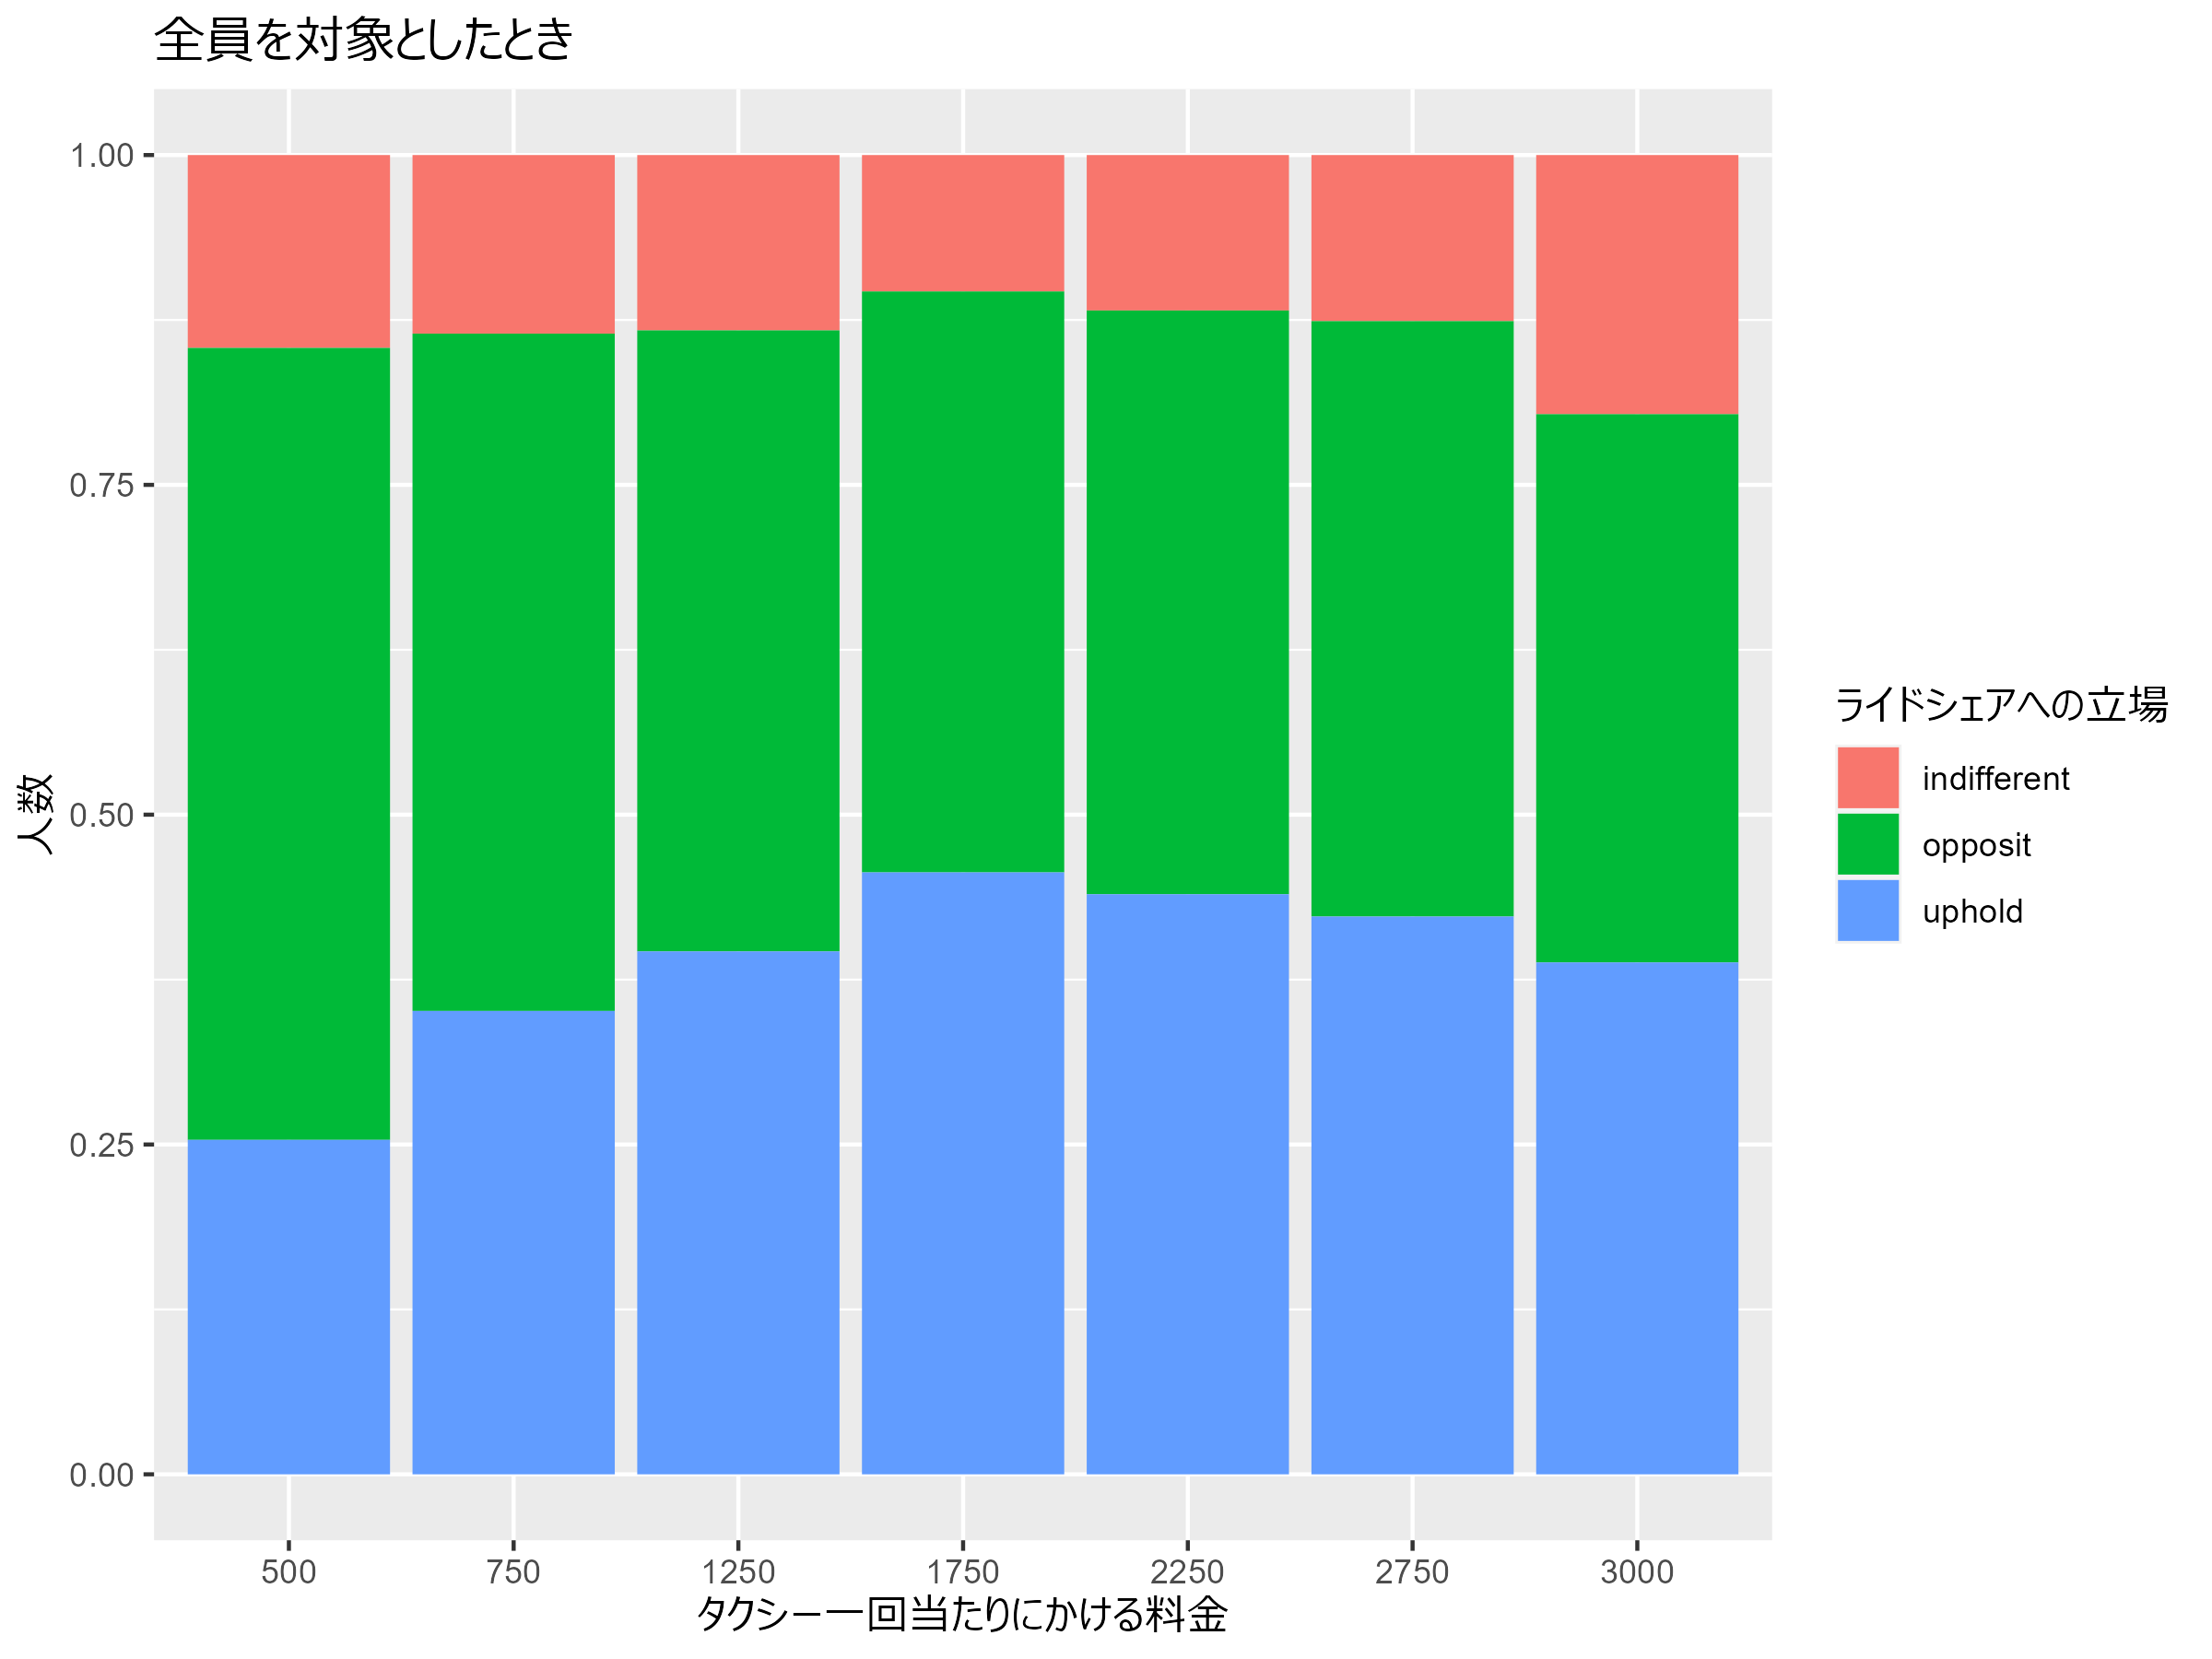 全員を対象としたとき
1.00
0.75
0.50
0.25
0.00
人数
500 750 1250 1750 2250 2750 3000
タクシー一回当たりにかける料金
ライドシェアへの立場
indifferent
opposit
uphold